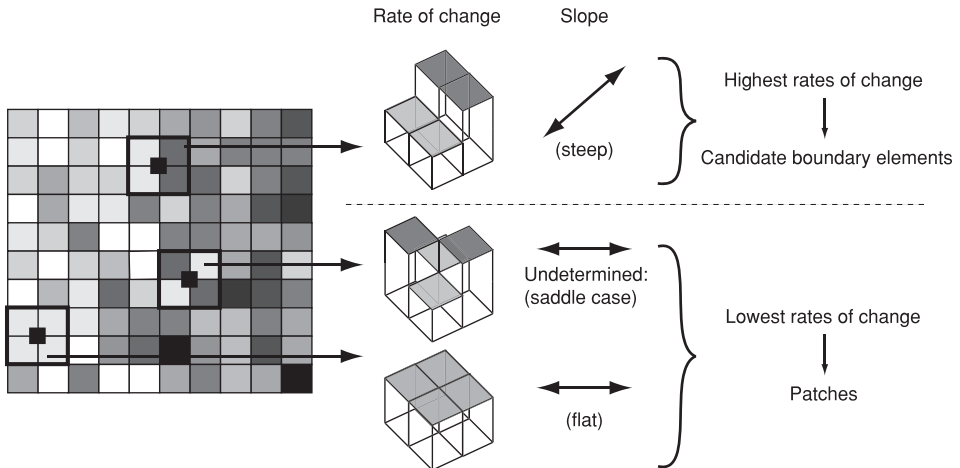 Rate of change
Slope
Highest rates of change
(steep)
Candidate boundary elements
Undetermined:
(saddle case)
Lowest rates of change
Patches
(flat)